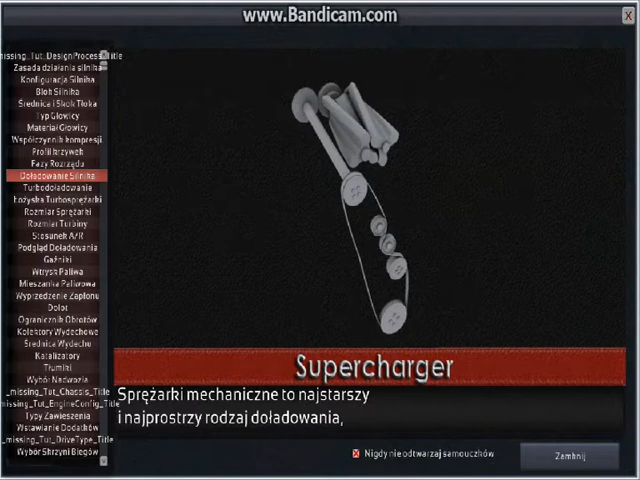 www.Bandicam.com
X
missing_Tut_DesignProcess_Title
Zasada działania silnika
Konfiguracja Silnika
Blok Silnika
Średnica i Skok Tłoka
Typ Głowicy
Materiał Głowicy
Współczynnik kompresji
Profil krzywek
Fazy Rozrządu
Doładowanie Silnika
Turbodoładowanie
Łożyska Turbosprężarki
Rozmiar Sprężarki
Rozmiar Turbiny
Stosunek A/R
Podgląd Doładowania
Gaźniki
Wtrysk Paliwa
Mieszanka Paliwowa
Wyprzedzenie Zapłonu
Dolot
Ogranicznik Obrotów
Kolektory Wydechowe
Średnica Wydechu
Katalizatory
Tłumiki
Wybór Nadwozia
_missing_Tut_Chassis_Title
missing_Tut_EngineConfig_Title
Typy Zawieszenia
Wstawianie Dodatków
_missing_Tut_DriveType_Title
Wybór Skrzyni Biegów
Supercharger
Sprężarki mechaniczne to najstarszy
i najprostrzy rodzaj doładowania,
Nigdy nie odtwarzaj samouczków
Zamknij